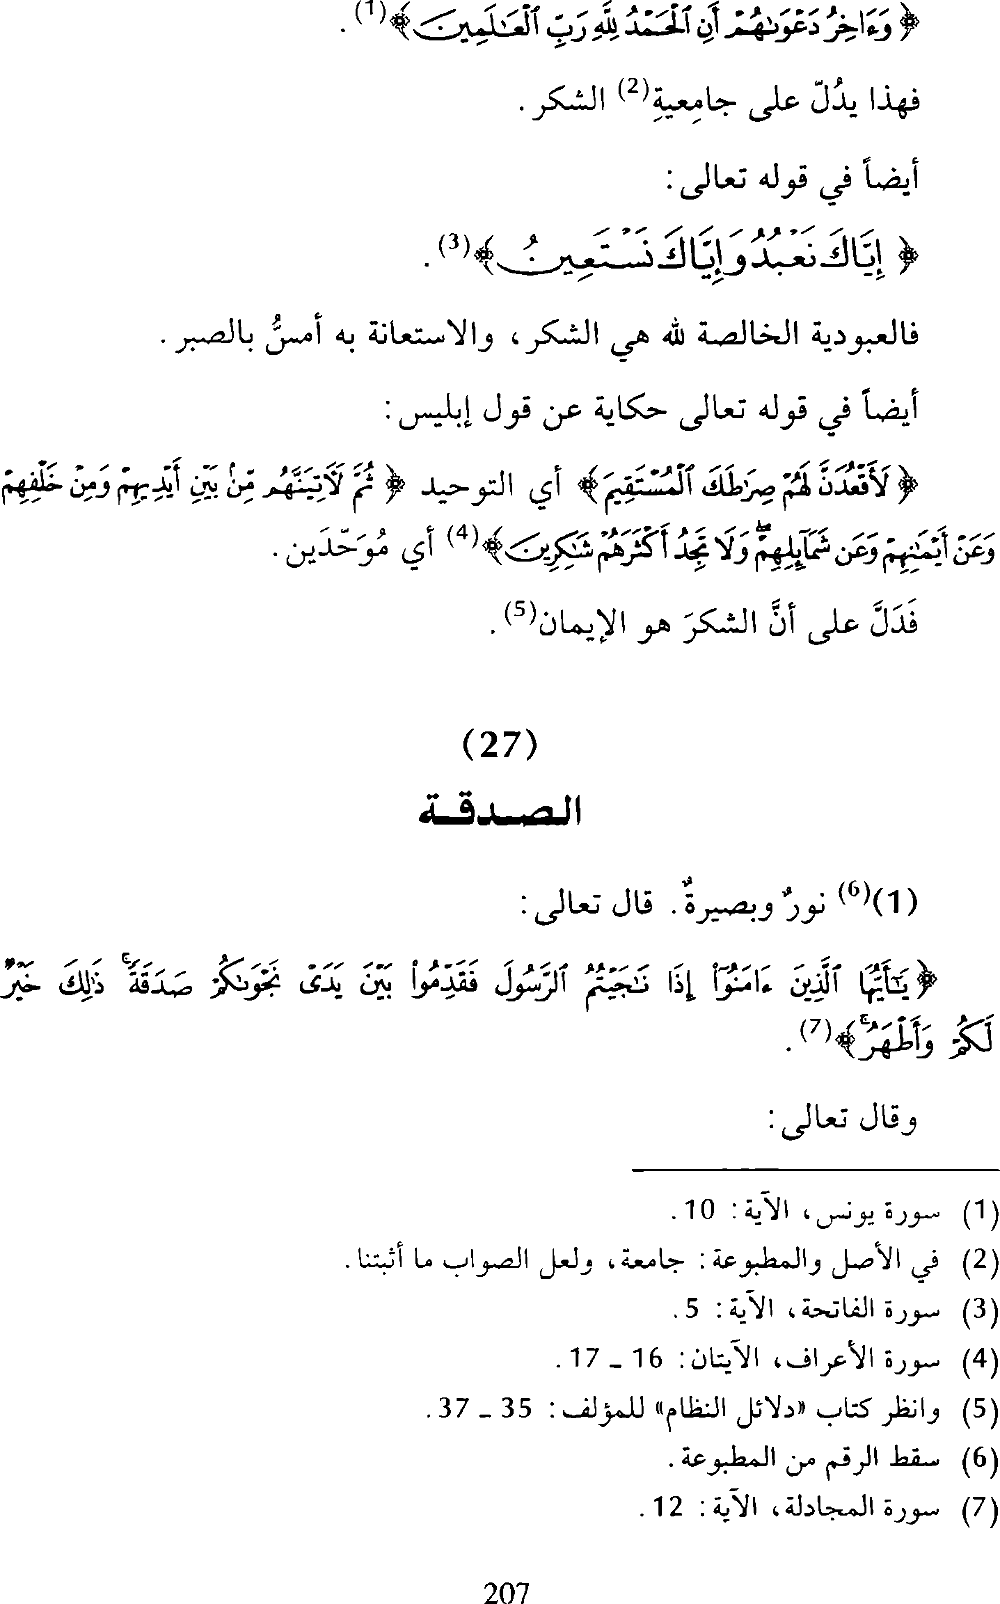 ﴿ وَءَاخِرُ دَعْوَىٰهُمْ أَنِ ٱلْحَمْدُ لِلَّهِ رَبِّ ٱلْعَٰلَمِينَ ﴾(1).
فهذا يدُلّ على جامِعيةِ(2) الشكر .
أيضاً في قوله تعالى:
﴿ إِيَّاكَ نَعْبُدُ وَإِيَّاكَ نَسْتَعِينُ ﴾(3).
فالعبودية الخالصة لله هي الشكر، والاستعانة به أمسُّ بالصبر .
أيضاً في قوله تعالى حكاية عن قول إبليس:
﴿ لَأَقْعُدَنَّ لَهُمْ صِرَٰطَكَ ٱلْمُسْتَقِيمَ ﴾ أي التوحيد ﴿ ثُمَّ لَآتِيَنَّهُم مِّنۢ بَيْنِ أَيْدِيهِمْ وَمِنْ خَلْفِهِمْ
وَعَنْ أَيْمَٰنِهِمْ وَعَن شَمَآئِلِهِمْ ۖ وَلَا تَجِدُ أَكْثَرَهُمْ شَٰكِرِينَ ﴾(4) أي مُوَحّدَين .
فَدَلَّ على أنَّ الشكرَ هو الإيمان(5).
(27)
الصدقة
(1)(6) نورٌ وبصيرةٌ. قال تعالى:
﴿ يَٰٓأَيُّهَا ٱلَّذِينَ ءَامَنُوٓا۟ إِذَا نَٰجَيْتُمُ ٱلرَّسُولَ فَقَدِّمُوا۟ بَيْنَ يَدَىْ نَجْوَىٰكُمْ صَدَقَةً ۚ ذَٰلِكَ خَيْرٌ
لَّكُمْ وَأَطْهَرُ ۚ ﴾(7).
وقال تعالى:
(1) سورة يونس، الآية: 10.
(2) في الأصل والمطبوعة: جامعة، ولعل الصواب ما أثبتنا.
(3) سورة الفاتحة، الآية: 5.
(4) سورة الأعراف، الآيتان: 16 ـ 17.
(5) وانظر كتاب «دلائل النظام» للمؤلف: 35 ـ 37.
(6) سقط الرقم من المطبوعة.
(7) سورة المجادلة، الآية: 12.
207